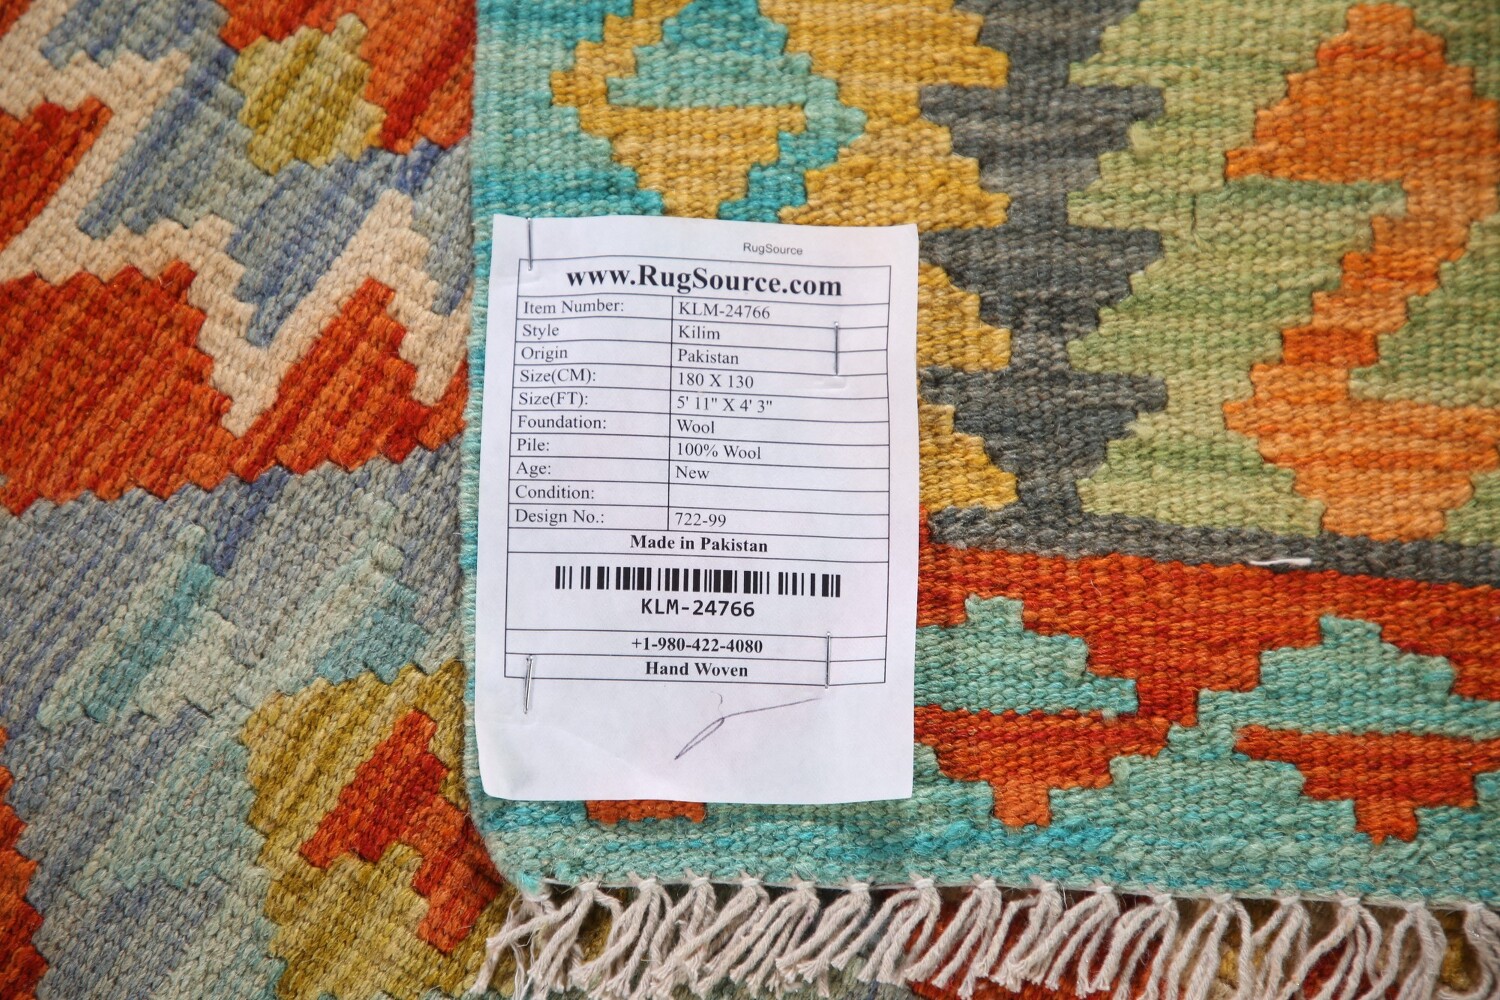 RugSource
www.RugSource.com
Item Number: KLM-24766
Style Kilim
Origin Pakistan
Size(CM): 180 X 130
Size(FT): 5' 11" X 4' 3"
Foundation: Wool
Pile: 100% Wool
Age: New
Condition:
Design No.: 722-99
Made in Pakistan
KLM-24766
+1-980-422-4080
Hand Woven